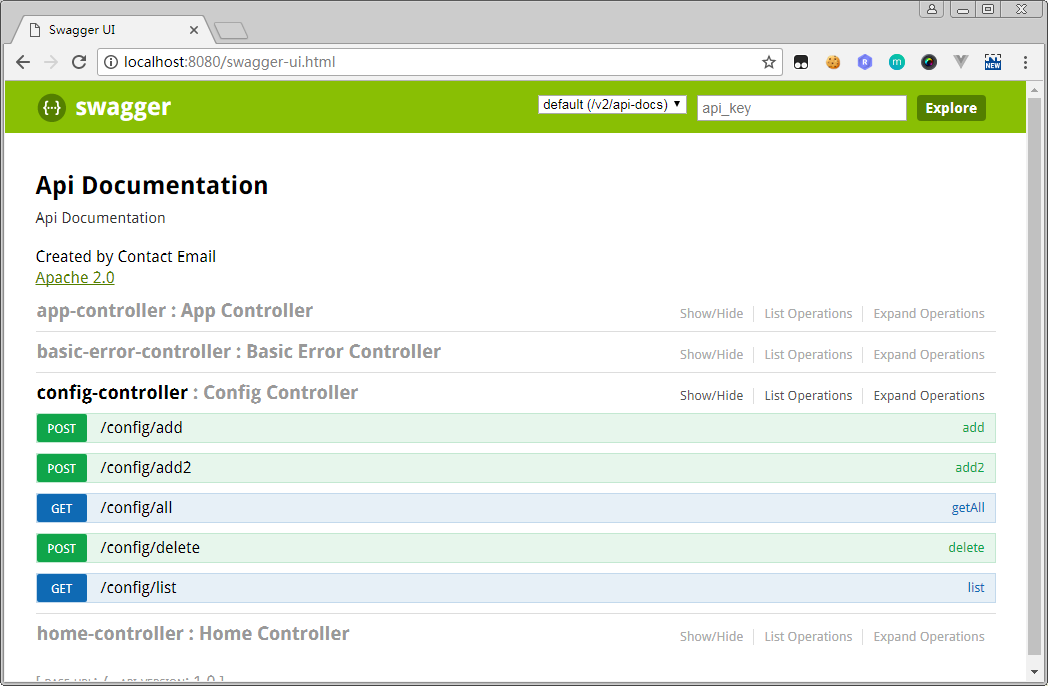 Swagger UI
localhost:8080/swagger-ui.html
R
m
NEW
{··} swagger
default (/v2/api-docs)
api_key
Explore
Api Documentation
Api Documentation
Created by Contact Email
Apache 2.0
app-controller : App Controller
Show/Hide
List Operations
Expand Operations
basic-error-controller : Basic Error Controller
Show/Hide
List Operations
Expand Operations
config-controller : Config Controller
Show/Hide
List Operations
Expand Operations
POST /config/add add
POST /config/add2 add2
GET /config/all getAll
POST /config/delete delete
GET /config/list list
home-controller : Home Controller
Show/Hide
List Operations
Expand Operations
[ BASE URL: / , API VERSION: 1.0 ]